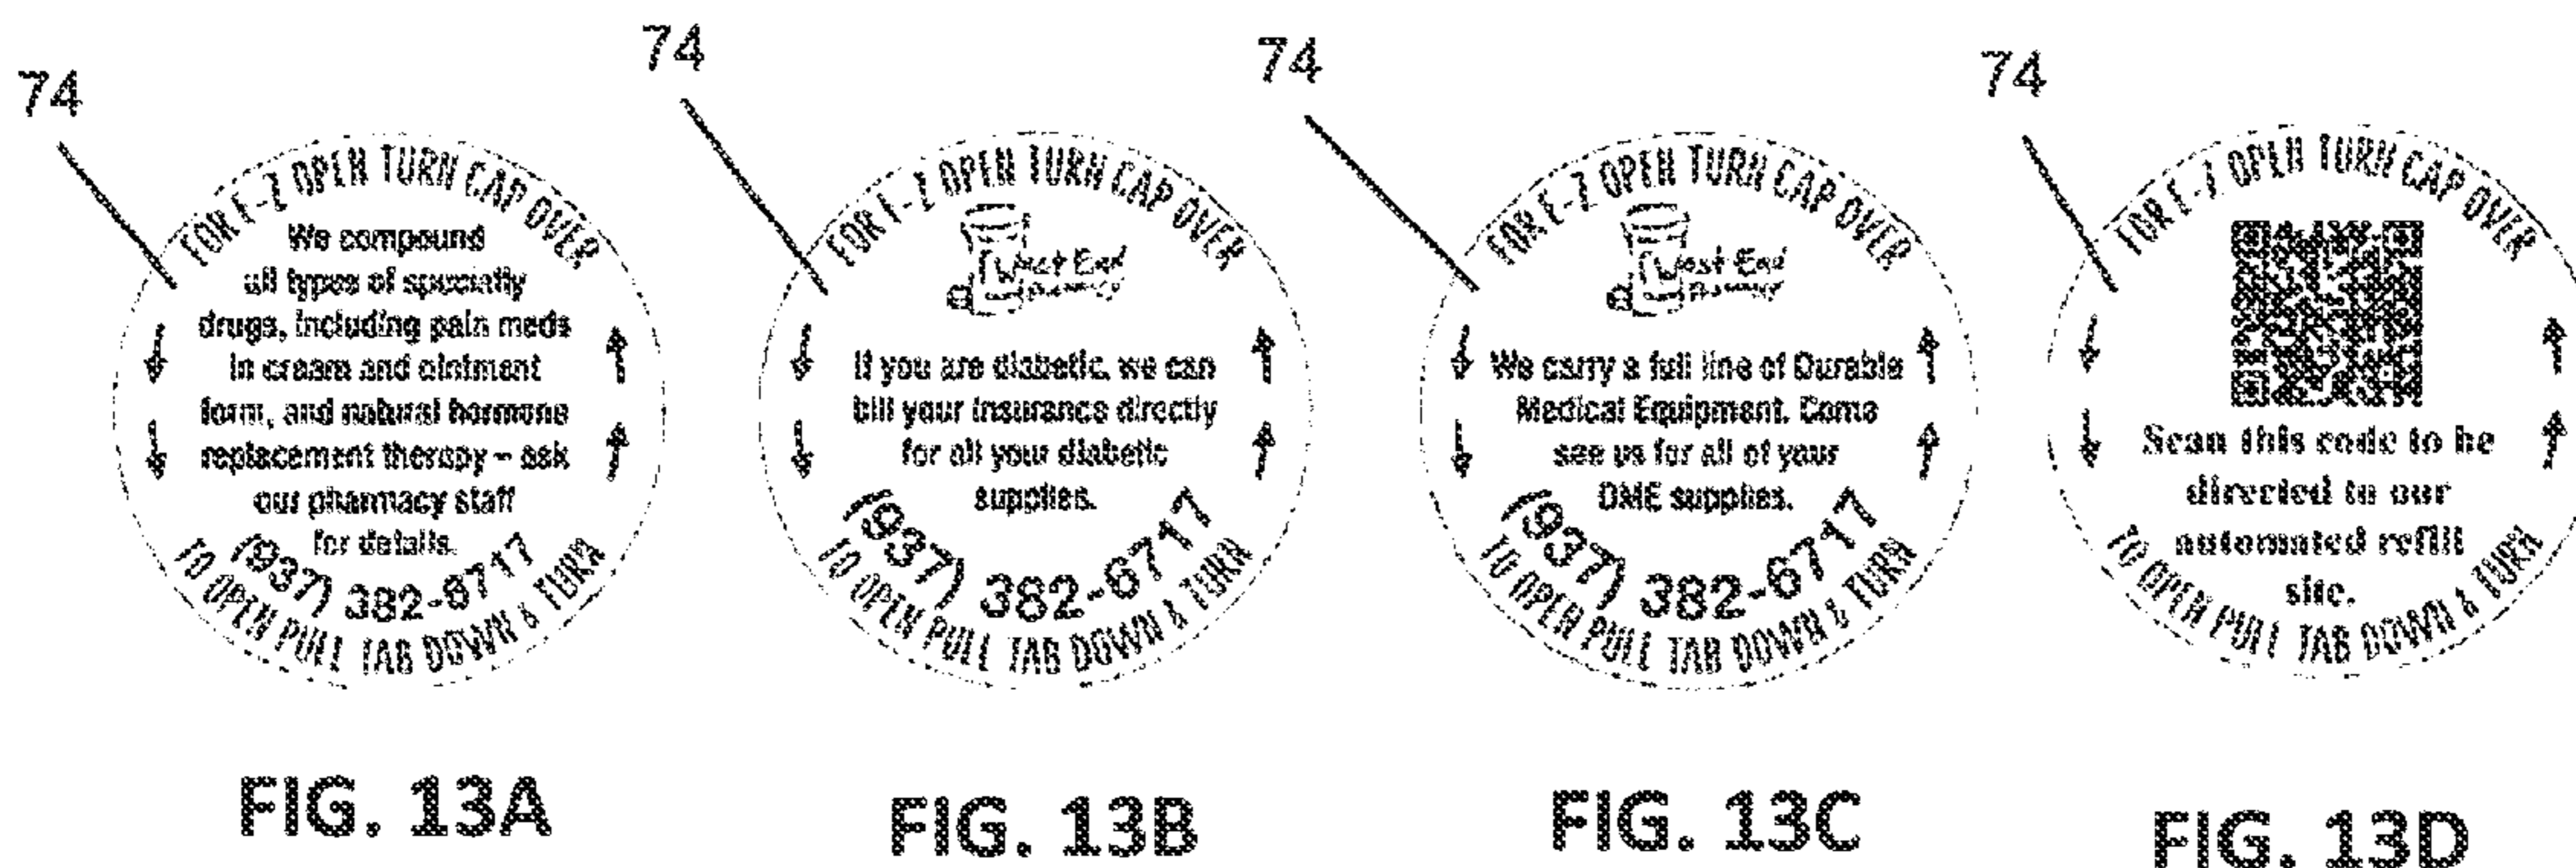 74
FOR E-Z OPEN TURN CAP OVER
We compound
all types of specialty
drugs, including pain meds
in cream and ointment
form, and natural hormone
replacement therapy – ask
our pharmacy staff
for details.
(937) 382-6717
TO OPEN PULL TAB DOWN & TURN
FIG. 13A
74
FOR E-Z OPEN TURN CAP OVER
West End
Pharmacy
If you are diabetic, we can
bill your insurance directly
for all your diabetic
supplies.
(937) 382-6717
TO OPEN PULL TAB DOWN & TURN
FIG. 13B
74
FOR E-Z OPEN TURN CAP OVER
West End
Pharmacy
We carry a full line of Durable
Medical Equipment. Come
see us for all of your
DME supplies.
(937) 382-6717
TO OPEN PULL TAB DOWN & TURN
FIG. 13C
74
FOR E-Z OPEN TURN CAP OVER
Scan this code to be
directed to our
automated refill
site.
TO OPEN PULL TAB DOWN & TURN
FIG. 13D